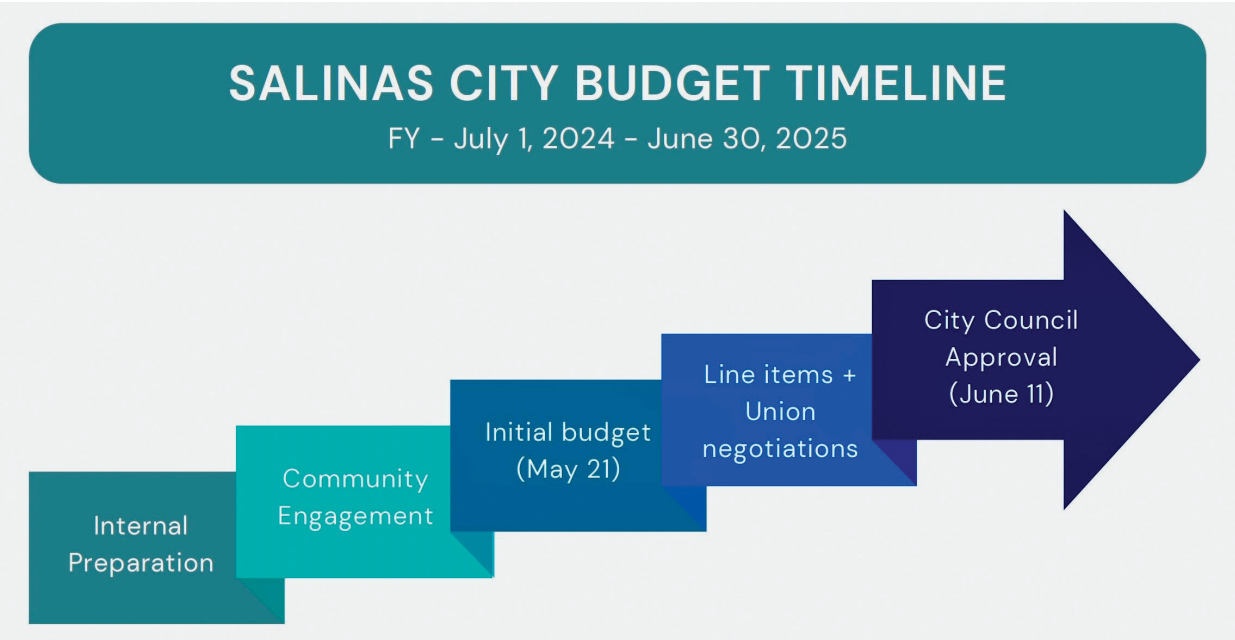 SALINAS CITY BUDGET TIMELINE
FY - July 1, 2024 - June 30, 2025
Internal
Preparation
Community
Engagement
Initial budget
(May 21)
Line items +
Union
negotiations
City Council
Approval
(June 11)